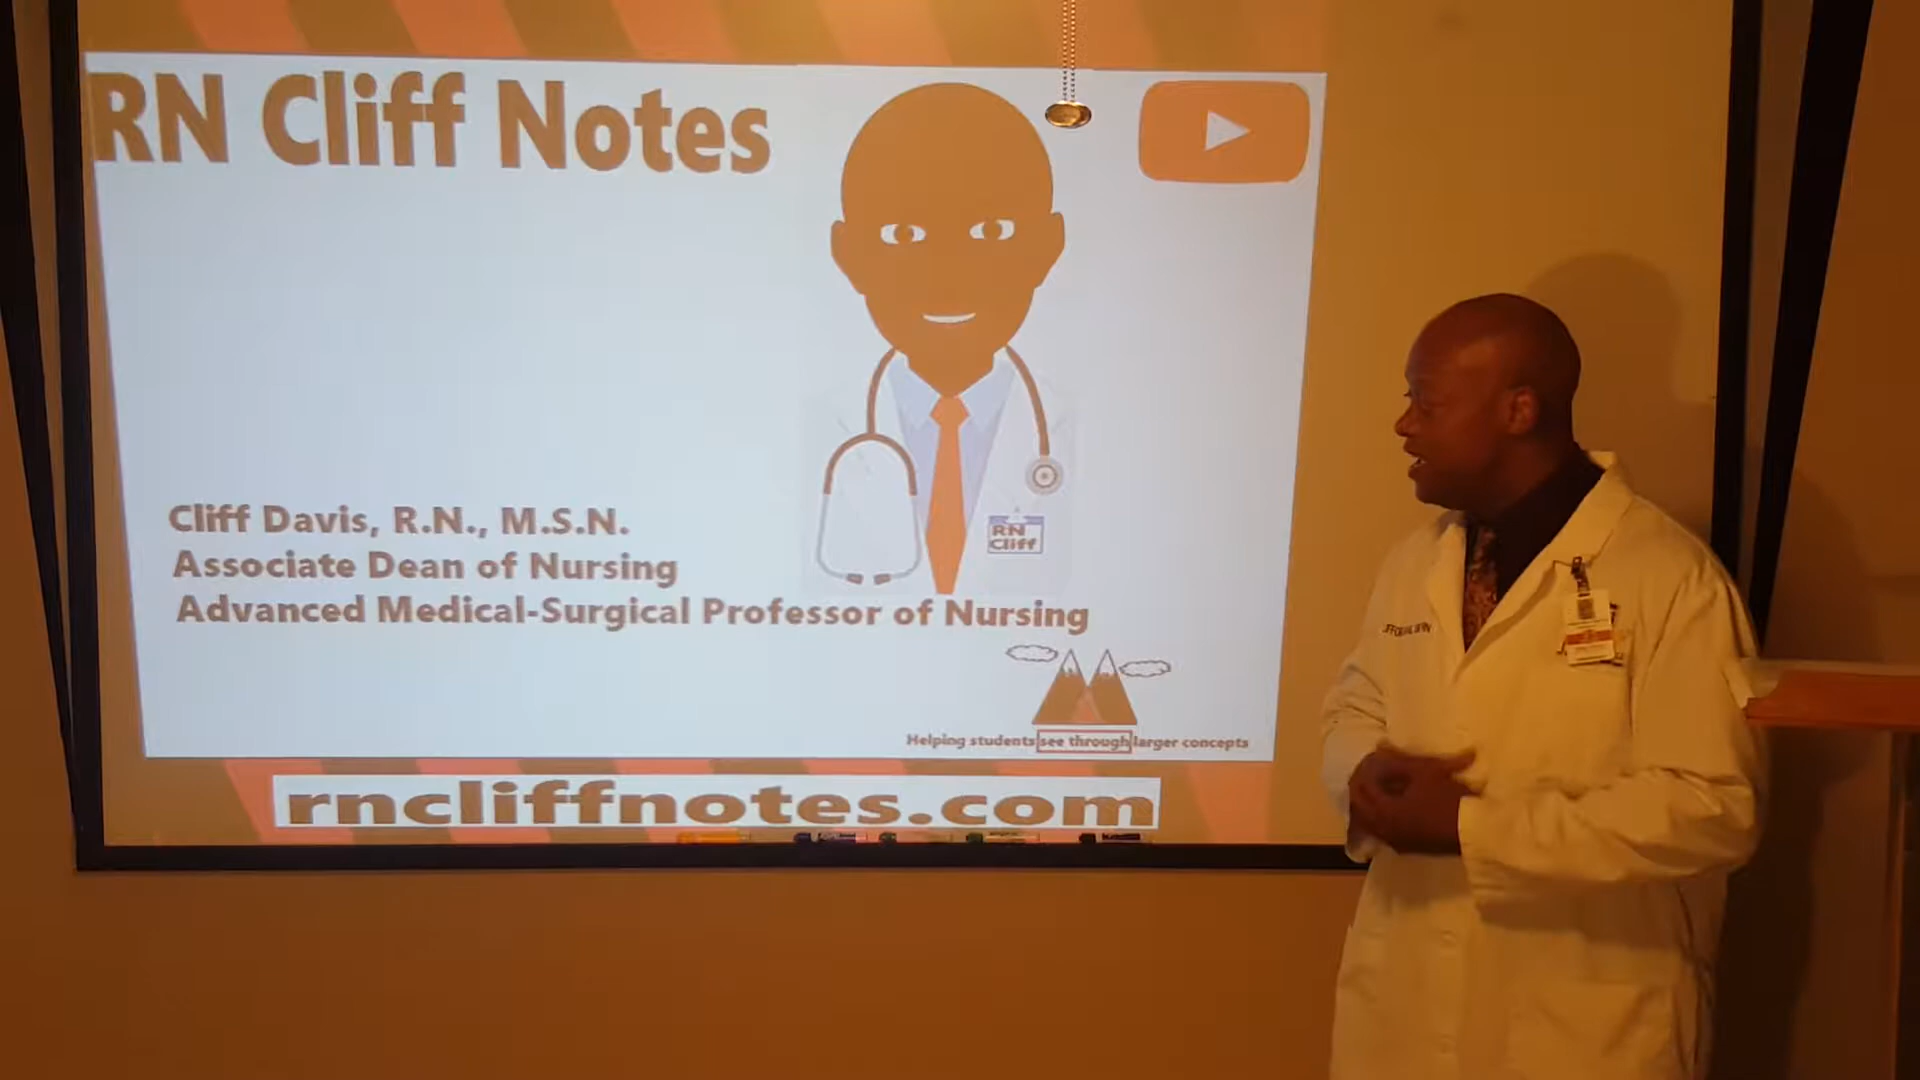 RN Cliff Notes
RN
Cliff
Cliff Davis, R.N., M.S.N.
Associate Dean of Nursing
Advanced Medical-Surgical Professor of Nursing
Helping students see through larger concepts
rncliffnotes.com